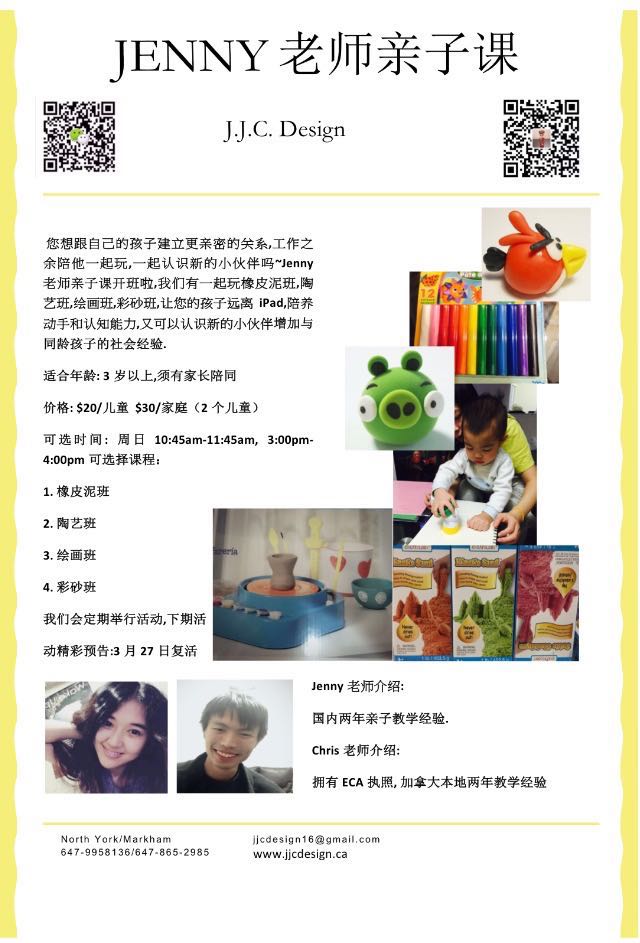 JENNY 老师亲子课
J.J.C. Design
您想跟自己的孩子建立更亲密的关系,工作之
余陪他一起玩,一起认识新的小伙伴吗~Jenny
老师亲子课开班啦,我们有一起玩橡皮泥班,陶
艺班,绘画班,彩砂班,让您的孩子远离 iPad,陪养
动手和认知能力,又可以认识新的小伙伴增加与
同龄孩子的社会经验.
适合年龄: 3 岁以上,须有家长陪同
价格: $20/儿童 $30/家庭（2 个儿童）
可选时间: 周日 10:45am-11:45am, 3:00pm-
4:00pm 可选择课程：
1. 橡皮泥班
2. 陶艺班
3. 绘画班
4. 彩砂班
我们会定期举行活动,下期活
动精彩预告:3 月 27 日复活
12
Never dries out!
Never dries out!
Jenny 老师介绍:
国内两年亲子教学经验.
Chris 老师介绍:
拥有 ECA 执照, 加拿大本地两年教学经验
North York/Markham
647-9958136/647-865-2985
jjcdesign16@gmail.com
www.jjcdesign.ca